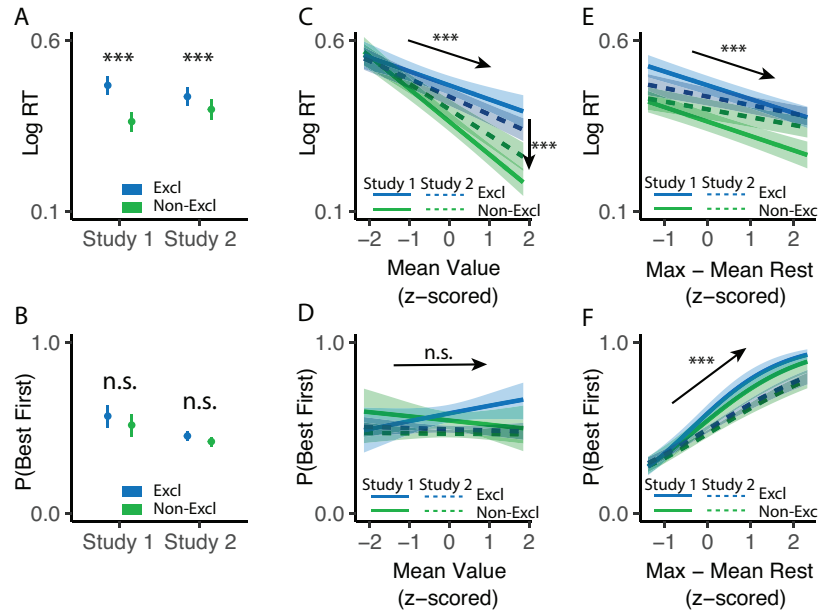 A
0.6
Log RT
0.1
***
***
Excl
Non-Excl
Study 1
Study 2
C
0.6
Log RT
0.1
***
***
Study 1 Study 2
Excl
Non-Excl
−2
−1
0
1
2
Mean Value
(z−scored)
E
0.6
Log RT
0.1
***
Study 1 Study 2
Excl
Non-Exc
−1
0
1
2
Max − Mean Rest
(z−scored)
B
1.0
P(Best First)
0.0
n.s.
n.s.
Excl
Non-Excl
Study 1
Study 2
D
1.0
P(Best First)
0.0
n.s.
Study 1 Study 2
Excl
Non-Excl
−2
−1
0
1
2
Mean Value
(z−scored)
F
1.0
P(Best First)
0.0
***
Study 1 Study 2
Excl
Non-Exc
−1
0
1
2
Max − Mean Rest
(z−scored)